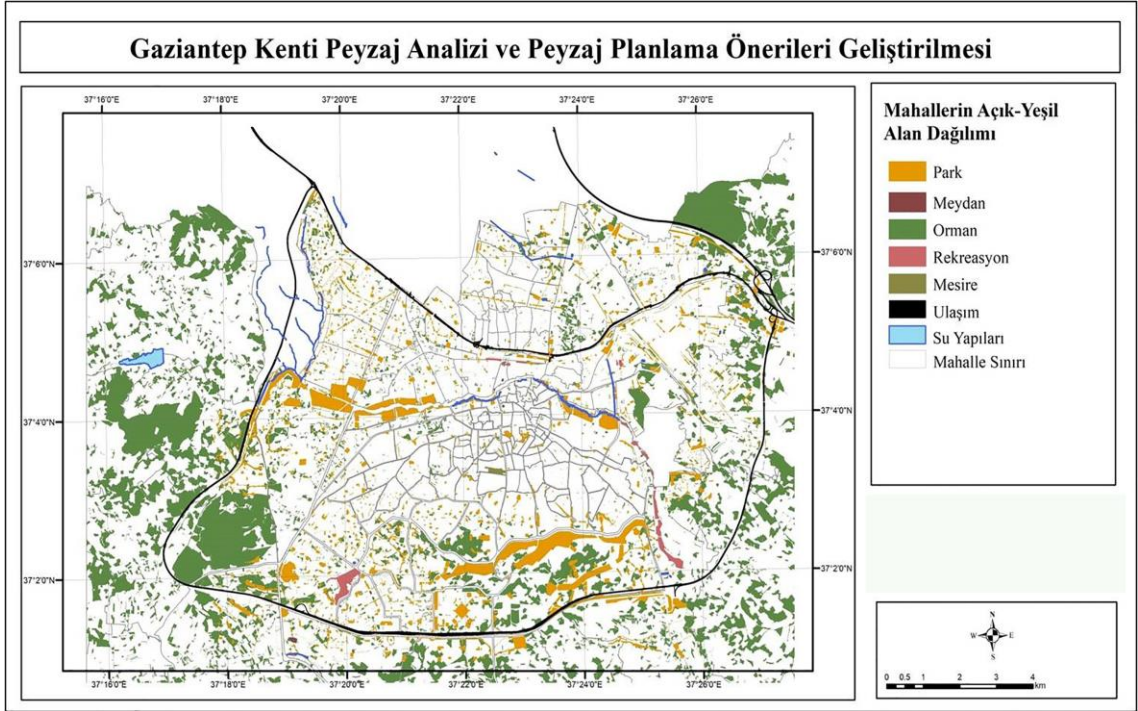 Gaziantep Kenti Peyzaj Analizi ve Peyzaj Planlama Önerileri Geliştirilmesi
37°16'0"E 37°18'0"E 37°20'0"E 37°22'0"E 37°24'0"E 37°26'0"E
37°6'0"N 37°6'0"N
37°4'0"N 37°4'0"N
37°2'0"N 37°2'0"N
37°16'0"E 37°18'0"E 37°20'0"E 37°22'0"E 37°24'0"E 37°26'0"E
Mahallerin Açık-Yeşil
Alan Dağılımı
Park
Meydan
Orman
Rekreasyon
Mesire
Ulaşım
Su Yapıları
Mahalle Sınırı
N
W E
S
0 0.5 1 2 3 4
km